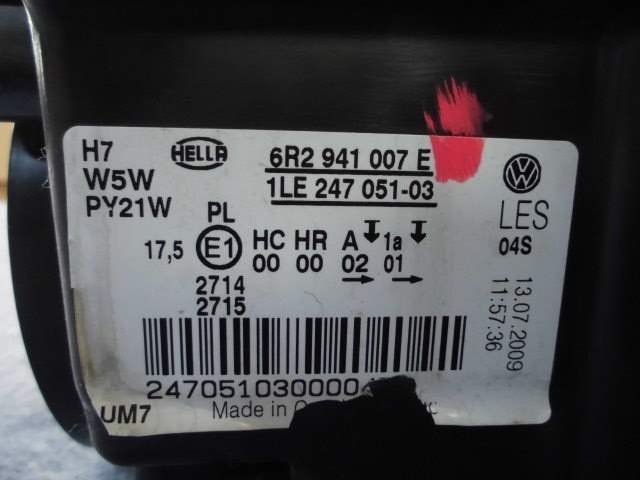 H7
W5W
PY21W
HELLA
6R2 941 007 E
1LE 247 051-03
LES
04S
PL
17,5 E1 HC HR A 1a
00 00 02 01
2714
2715
13.07.2009
11:57:36
247051030000
UM7
Made in